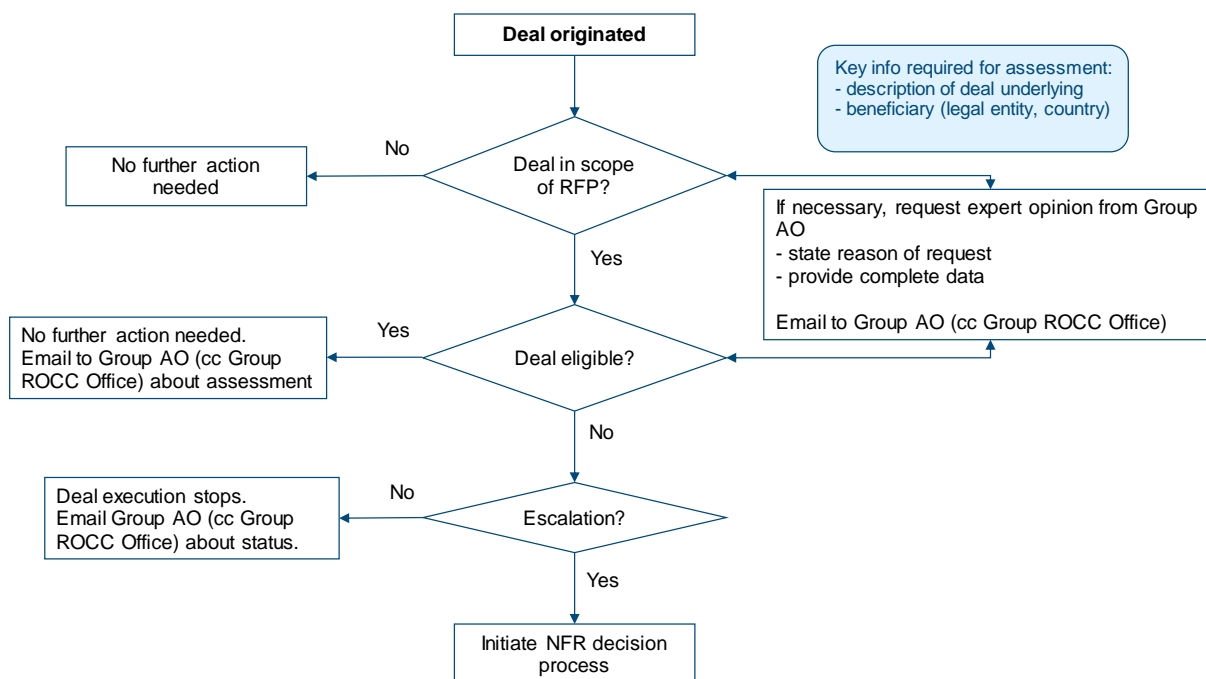 Deal originated
Key info required for assessment:
- description of deal underlying
- beneficiary (legal entity, country)
No
No further action
needed
Deal in scope
of RFP?
If necessary, request expert opinion from Group
AO
- state reason of request
- provide complete data
Email to Group AO (cc Group ROCC Office)
Yes
No further action needed.
Email to Group AO (cc Group
ROCC Office) about assessment
Yes
Deal eligible?
No
Deal execution stops.
Email Group AO (cc Group
ROCC Office) about status.
No
Escalation?
Yes
Initiate NFR decision
process